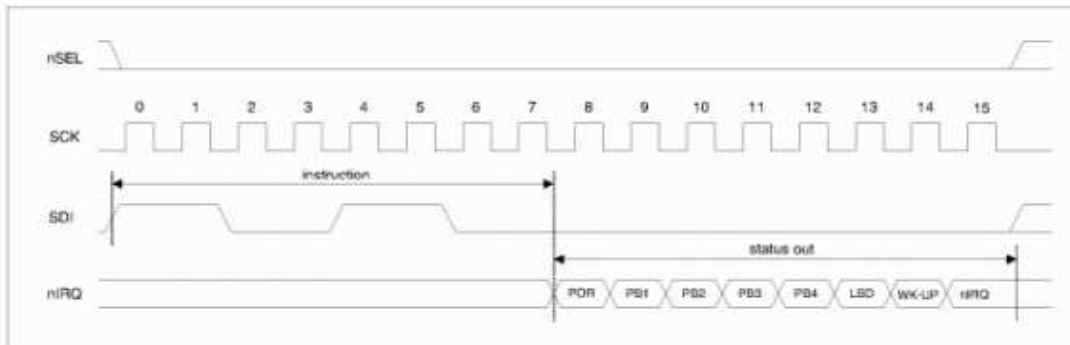 nSEL
0 1 2 3 4 5 6 7 8 9 10 11 12 13 14 15
SCK
instruction
SDI
status out
nIRQ POR PB1 PB2 PB3 PB4 LBD WK-UP nIRQ